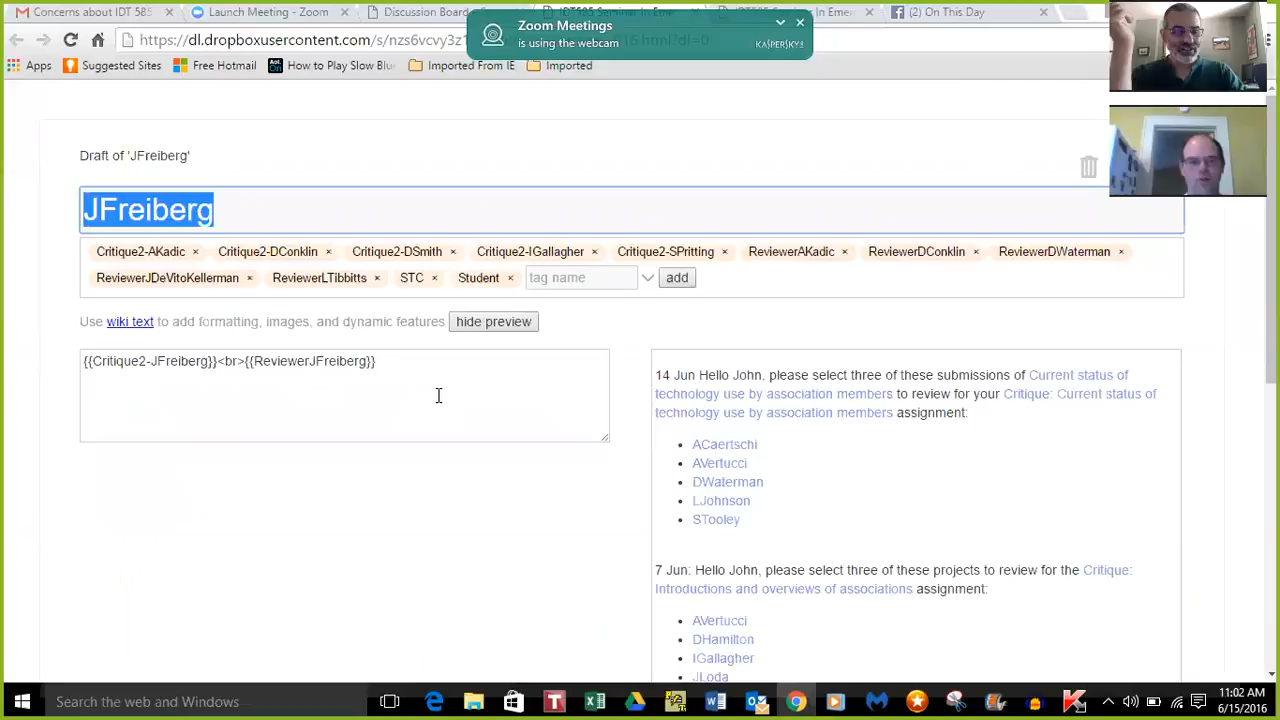 Concerns about IDT 585
Launch Meeting - Zoom
Discussion Board
(2) On This Day
Zoom Meetings
is using the webcam
KASPERSKY
https://dl.dropboxusercontent.com/s/nzs6vcvy3z
Apps
Suggested Sites
Free Hotmail
Aol.
On
How to Play Slow Blu
Imported From IE
Imported
Draft of 'JFreiberg'
JFreiberg
Critique2-AKadic × Critique2-DConklin × Critique2-DSmith × Critique2-IGallagher × Critique2-SPritting × ReviewerAKadic × ReviewerDConklin × ReviewerDWaterman ×
ReviewerJDeVitoKellerman × ReviewerLTibbitts × STC × Student × tag name add
Use wiki text to add formatting, images, and dynamic features hide preview
{{Critique2-JFreiberg}}<br>{{ReviewerJFreiberg}}
14 Jun Hello John, please select three of these submissions of Current status of
technology use by association members to review for your Critique: Current status of
technology use by association members assignment:
• ACaertschi
• AVertucci
• DWaterman
• LJohnson
• STooley
7 Jun: Hello John, please select three of these projects to review for the Critique:
Introductions and overviews of associations assignment:
• AVertucci
• DHamilton
• IGallagher
• JLoda
Search the web and Windows
11:02 AM
6/15/2016